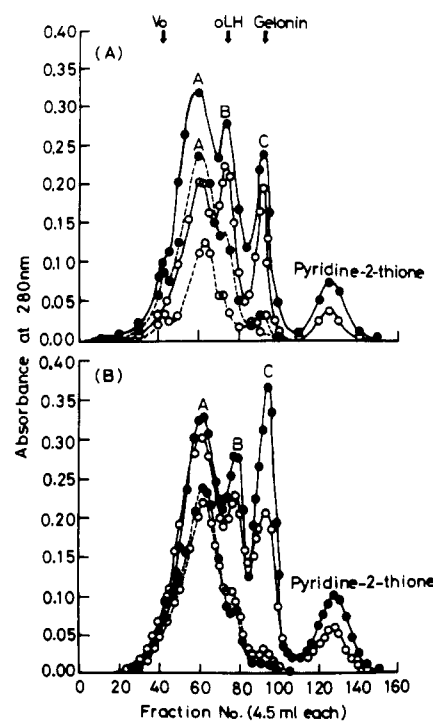 Vo oLH Gelonin
(A)
A
B
A
C
Pyridine-2-thione
0.35
0.30
0.25
0.20
0.15
0.10
0.05
0.00
(B)
A
B
C
Pyridine-2-thione
0.40
0.35
0.30
0.25
0.20
0.15
0.10
0.05
0.00
0 20 40 60 80 100 120 140 160
Absorbance at 280nm
Fraction No. (4.5 ml each)